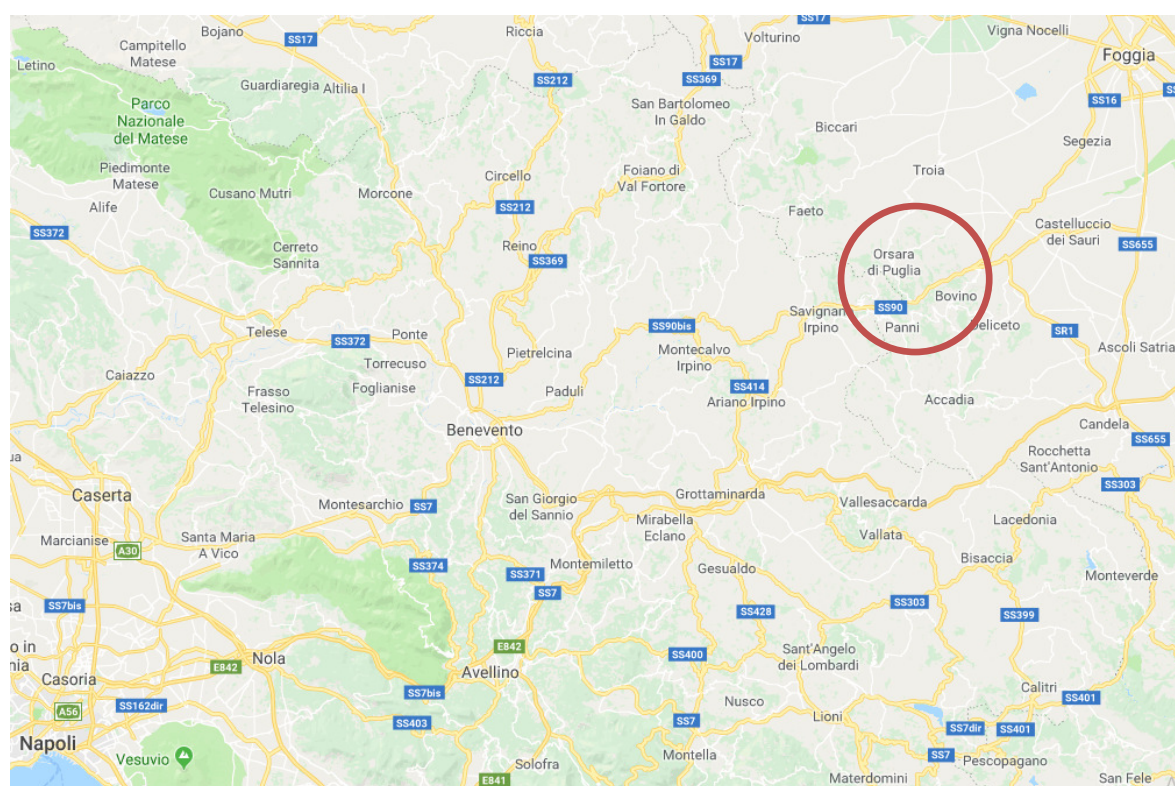 Bojano
SS17
Riccia
SS17
Volturino
Vigna Nocelli
Foggia
Campitello
Matese
Letino
Guardiaregia
Altilia I
SS212
SS17
SS369
SS16
Parco
Nazionale
del Matese
San Bartolomeo
In Galdo
Biccari
Segezia
Piedimonte
Matese
Cusano Mutri
Morcone
Circello
Foiano di
Val Fortore
Troia
Alife
SS212
Faeto
SS372
Cerreto
Sannita
Reino
SS369
Orsara
di Puglia
Castelluccio
dei Sauri
SS655
Savignano
Irpino
SS90
Bovino
Panni
Deliceto
SR1
Telese
SS372
Ponte
SS90bis
Pietrelcina
Montecalvo
Irpino
Ascoli Satria
Caiazzo
Torrecuso
Frasso
Telesino
Foglianise
SS212
Paduli
SS414
Ariano Irpino
Accadia
Benevento
Candela
SS655
Rocchetta
Sant'Antonio
SS303
Caserta
Montesarchio
SS7
San Giorgio
del Sannio
Grottaminarda
Vallesaccarda
Mirabella
Eclano
Lacedonia
Marcianise
A30
Santa Maria
A Vico
Vallata
Bisaccia
SS374
SS371
Montemiletto
SS7
Gesualdo
Monteverde
SS7bis
SS428
SS303
SS399
E842
Nola
E842
SS400
Sant'Angelo
dei Lombardi
Casoria
Avellino
Calitri
SS7bis
Nusco
SS401
A56
SS162dir
SS403
SS7
Lioni
SS7dir
SS401
Napoli
Vesuvio
Solofra
Montella
SS7
Pescopagano
E841
Materdomini
San Fele